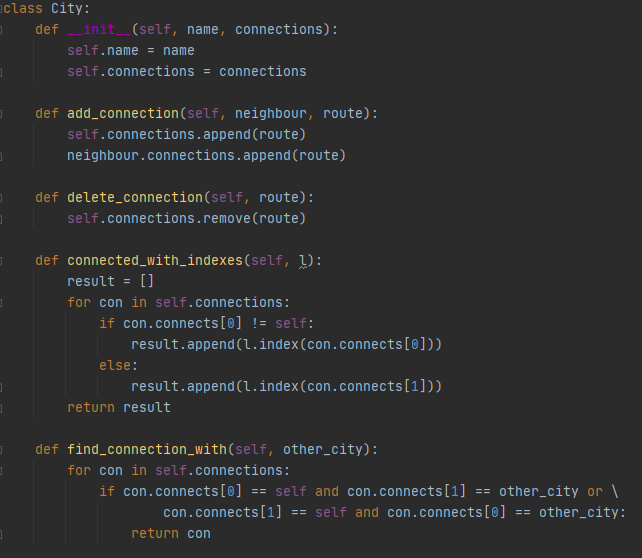 class City:
    def __init__(self, name, connections):
        self.name = name
        self.connections = connections

    def add_connection(self, neighbour, route):
        self.connections.append(route)
        neighbour.connections.append(route)

    def delete_connection(self, route):
        self.connections.remove(route)

    def connected_with_indexes(self, l):
        result = []
        for con in self.connections:
            if con.connects[0] != self:
                result.append(l.index(con.connects[0]))
            else:
                result.append(l.index(con.connects[1]))
        return result

    def find_connection_with(self, other_city):
        for con in self.connections:
            if con.connects[0] == self and con.connects[1] == other_city or \
                    con.connects[1] == self and con.connects[0] == other_city:
                return con